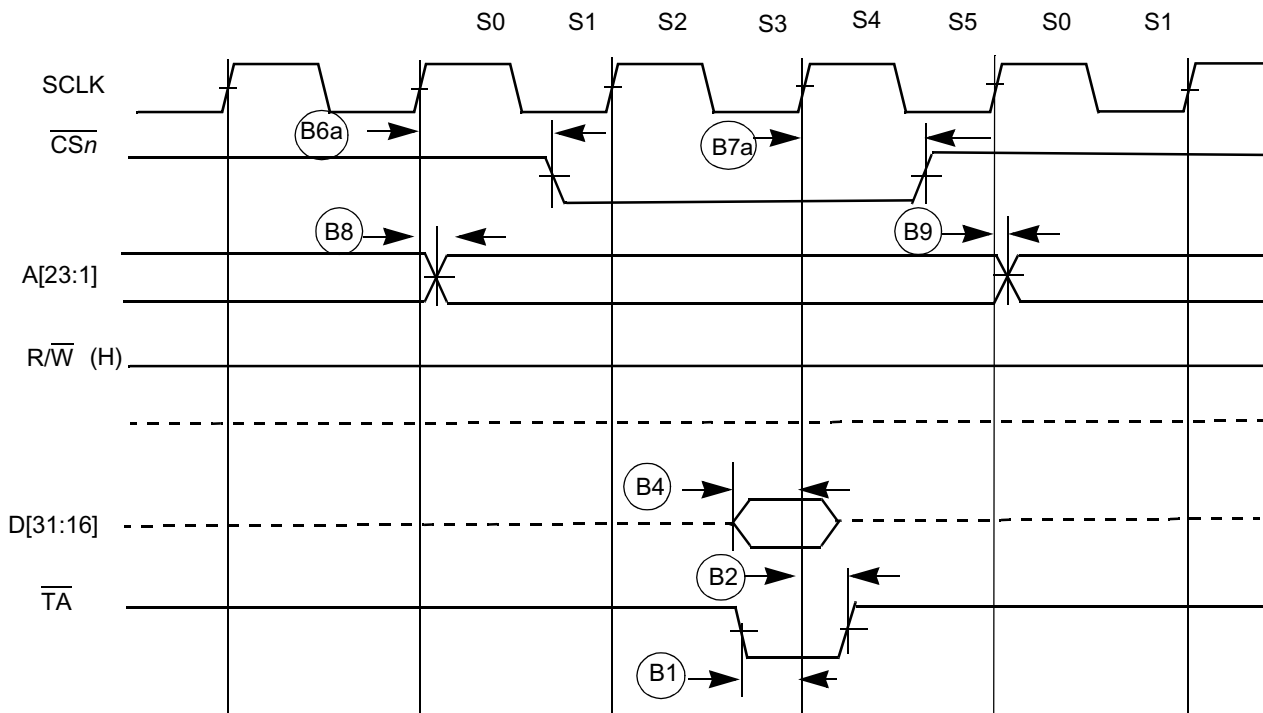 S0 S1 S2 S3 S4 S5 S0 S1
SCLK
B6a
B7a
CSn
B8
B9
A[23:1]
R/W (H)
B4
D[31:16]
B2
TA
B1